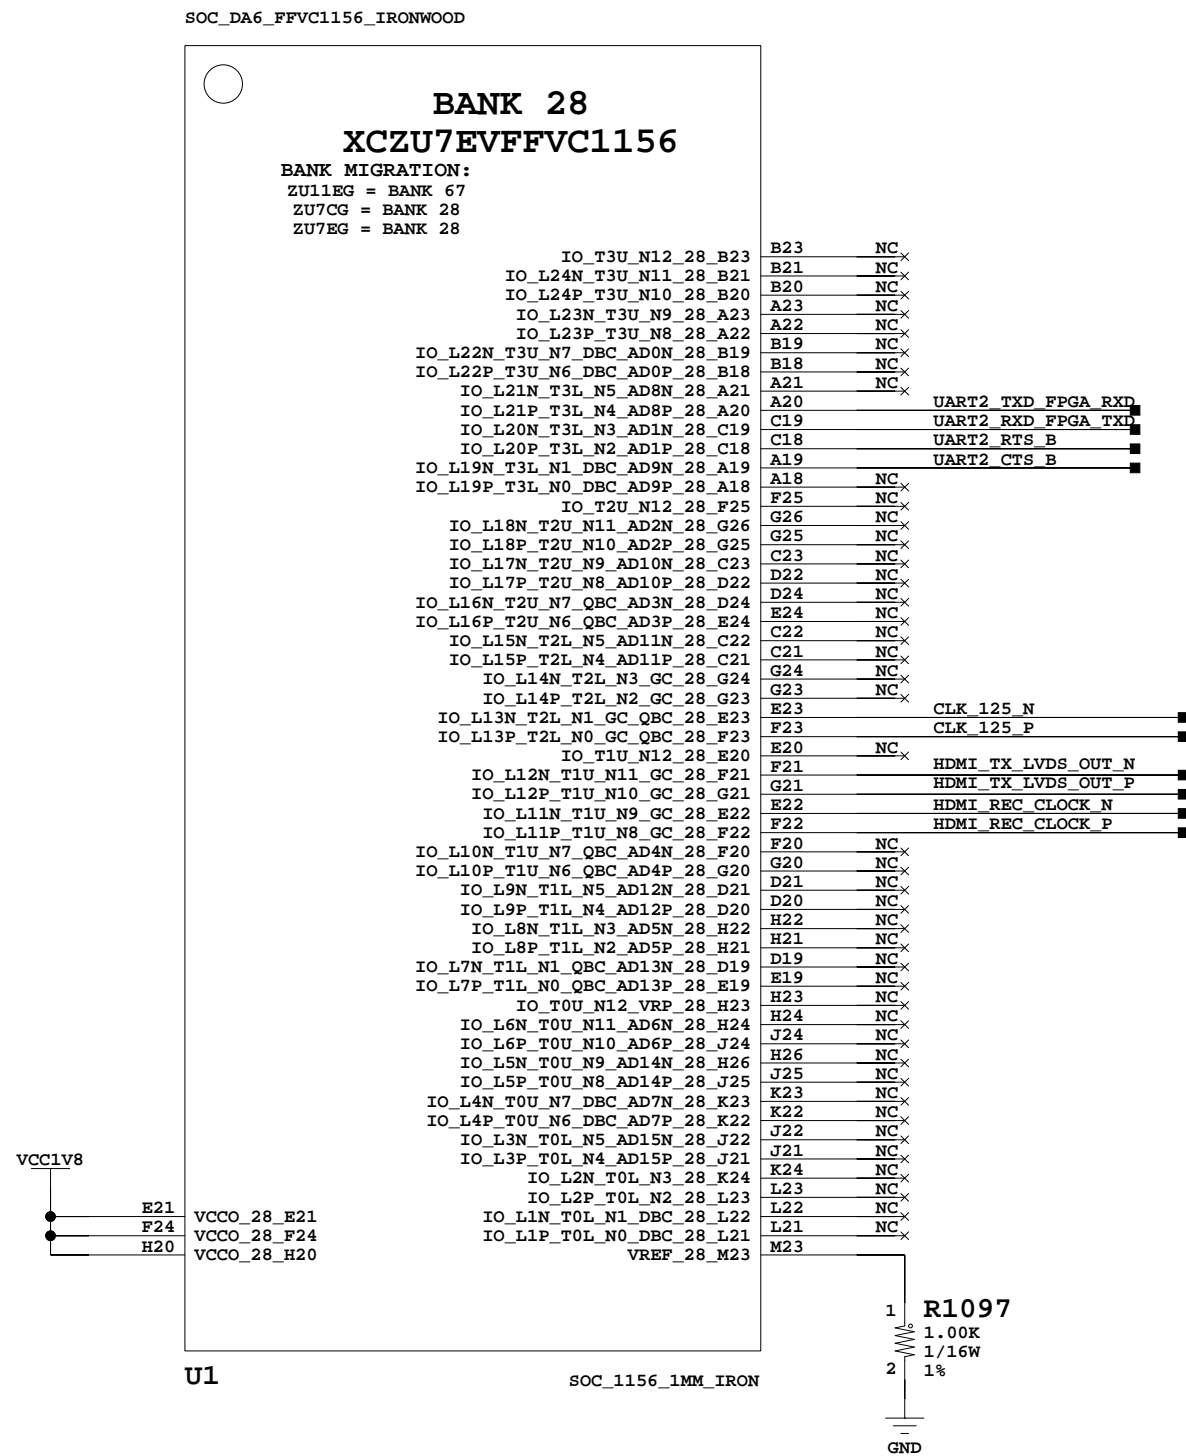 SOC_DA6_FFVC1156_IRONWOOD
BANK 28
XCZU7EVFFVC1156
BANK MIGRATION:
ZU11EG = BANK 67
ZU7CG = BANK 28
ZU7EG = BANK 28
IO_T3U_N12_28_B23 B23 NC
IO_L24N_T3U_N11_28_B21 B21 NC
IO_L24P_T3U_N10_28_B20 B20 NC
IO_L23N_T3U_N9_28_A23 A23 NC
IO_L23P_T3U_N8_28_A22 A22 NC
IO_L22N_T3U_N7_DBC_AD0N_28_B19 B19 NC
IO_L22P_T3U_N6_DBC_AD0P_28_B18 B18 NC
IO_L21N_T3L_N5_AD8N_28_A21 A21 NC
IO_L21P_T3L_N4_AD8P_28_A20 A20 UART2_TXD_FPGA_RXD
IO_L20N_T3L_N3_AD1N_28_C19 C19 UART2_RXD_FPGA_TXD
IO_L20P_T3L_N2_AD1P_28_C18 C18 UART2_RTS_B
IO_L19N_T3L_N1_DBC_AD9N_28_A19 A19 UART2_CTS_B
IO_L19P_T3L_N0_DBC_AD9P_28_A18 A18 NC
IO_T2U_N12_28_F25 F25 NC
IO_L18N_T2U_N11_AD2N_28_G26 G26 NC
IO_L18P_T2U_N10_AD2P_28_G25 G25 NC
IO_L17N_T2U_N9_AD10N_28_C23 C23 NC
IO_L17P_T2U_N8_AD10P_28_D22 D22 NC
IO_L16N_T2U_N7_QBC_AD3N_28_D24 D24 NC
IO_L16P_T2U_N6_QBC_AD3P_28_E24 E24 NC
IO_L15N_T2L_N5_AD11N_28_C22 C22 NC
IO_L15P_T2L_N4_AD11P_28_C21 C21 NC
IO_L14N_T2L_N3_GC_28_G24 G24 NC
IO_L14P_T2L_N2_GC_28_G23 G23 NC
IO_L13N_T2L_N1_GC_QBC_28_E23 E23 CLK_125_N
IO_L13P_T2L_N0_GC_QBC_28_F23 F23 CLK_125_P
IO_T1U_N12_28_E20 E20 NC
IO_L12N_T1U_N11_GC_28_F21 F21 HDMI_TX_LVDS_OUT_N
IO_L12P_T1U_N10_GC_28_G21 G21 HDMI_TX_LVDS_OUT_P
IO_L11N_T1U_N9_GC_28_E22 E22 HDMI_REC_CLOCK_N
IO_L11P_T1U_N8_GC_28_F22 F22 HDMI_REC_CLOCK_P
IO_L10N_T1U_N7_QBC_AD4N_28_F20 F20 NC
IO_L10P_T1U_N6_QBC_AD4P_28_G20 G20 NC
IO_L9N_T1L_N5_AD12N_28_D21 D21 NC
IO_L9P_T1L_N4_AD12P_28_D20 D20 NC
IO_L8N_T1L_N3_AD5N_28_H22 H22 NC
IO_L8P_T1L_N2_AD5P_28_H21 H21 NC
IO_L7N_T1L_N1_QBC_AD13N_28_D19 D19 NC
IO_L7P_T1L_N0_QBC_AD13P_28_E19 E19 NC
IO_T0U_N12_VRP_28_H23 H23 NC
IO_L6N_T0U_N11_AD6N_28_H24 H24 NC
IO_L6P_T0U_N10_AD6P_28_J24 J24 NC
IO_L5N_T0U_N9_AD14N_28_H26 H26 NC
IO_L5P_T0U_N8_AD14P_28_J25 J25 NC
IO_L4N_T0U_N7_DBC_AD7N_28_K23 K23 NC
IO_L4P_T0U_N6_DBC_AD7P_28_K22 K22 NC
IO_L3N_T0L_N5_AD15N_28_J22 J22 NC
IO_L3P_T0L_N4_AD15P_28_J21 J21 NC
IO_L2N_T0L_N3_28_K24 K24 NC
IO_L2P_T0L_N2_28_L23 L23 NC
IO_L1N_T0L_N1_DBC_28_L22 L22 NC
IO_L1P_T0L_N0_DBC_28_L21 L21 NC
VREF_28_M23 M23
VCC1V8
E21 VCCO_28_E21
F24 VCCO_28_F24
H20 VCCO_28_H20
1 R1097
1.00K
1/16W
2 1%
GND
U1
SOC_1156_1MM_IRON